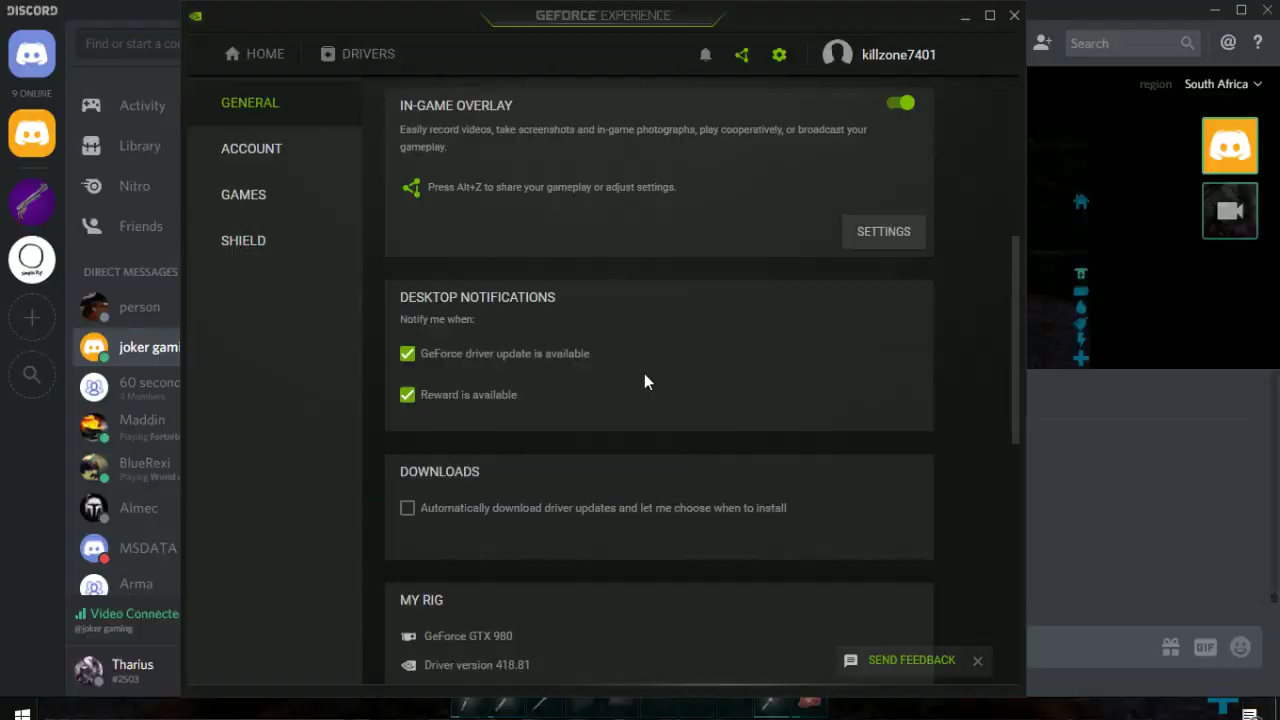 DISCORD
9 ONLINE
Find or start a co
Activity
Library
Nitro
Friends
DIRECT MESSAGES
person
joker gami
60 second
4 Members
Maddin
Playing Fortnite
BlueRexi
Playing World o
Almec
MSDATA
Arma
Video Connecte
@joker gaming
Tharius
#2503
GEFORCE EXPERIENCE
HOME
DRIVERS
killzone7401
GENERAL
ACCOUNT
GAMES
SHIELD
IN-GAME OVERLAY
Easily record videos, take screenshots and in-game photographs, play cooperatively, or broadcast your
gameplay.
Press Alt+Z to share your gameplay or adjust settings.
SETTINGS
DESKTOP NOTIFICATIONS
Notify me when:
GeForce driver update is available
Reward is available
DOWNLOADS
Automatically download driver updates and let me choose when to install
MY RIG
GeForce GTX 980
Driver version 418.81
SEND FEEDBACK
Search
@
?
region
South Africa
GIF